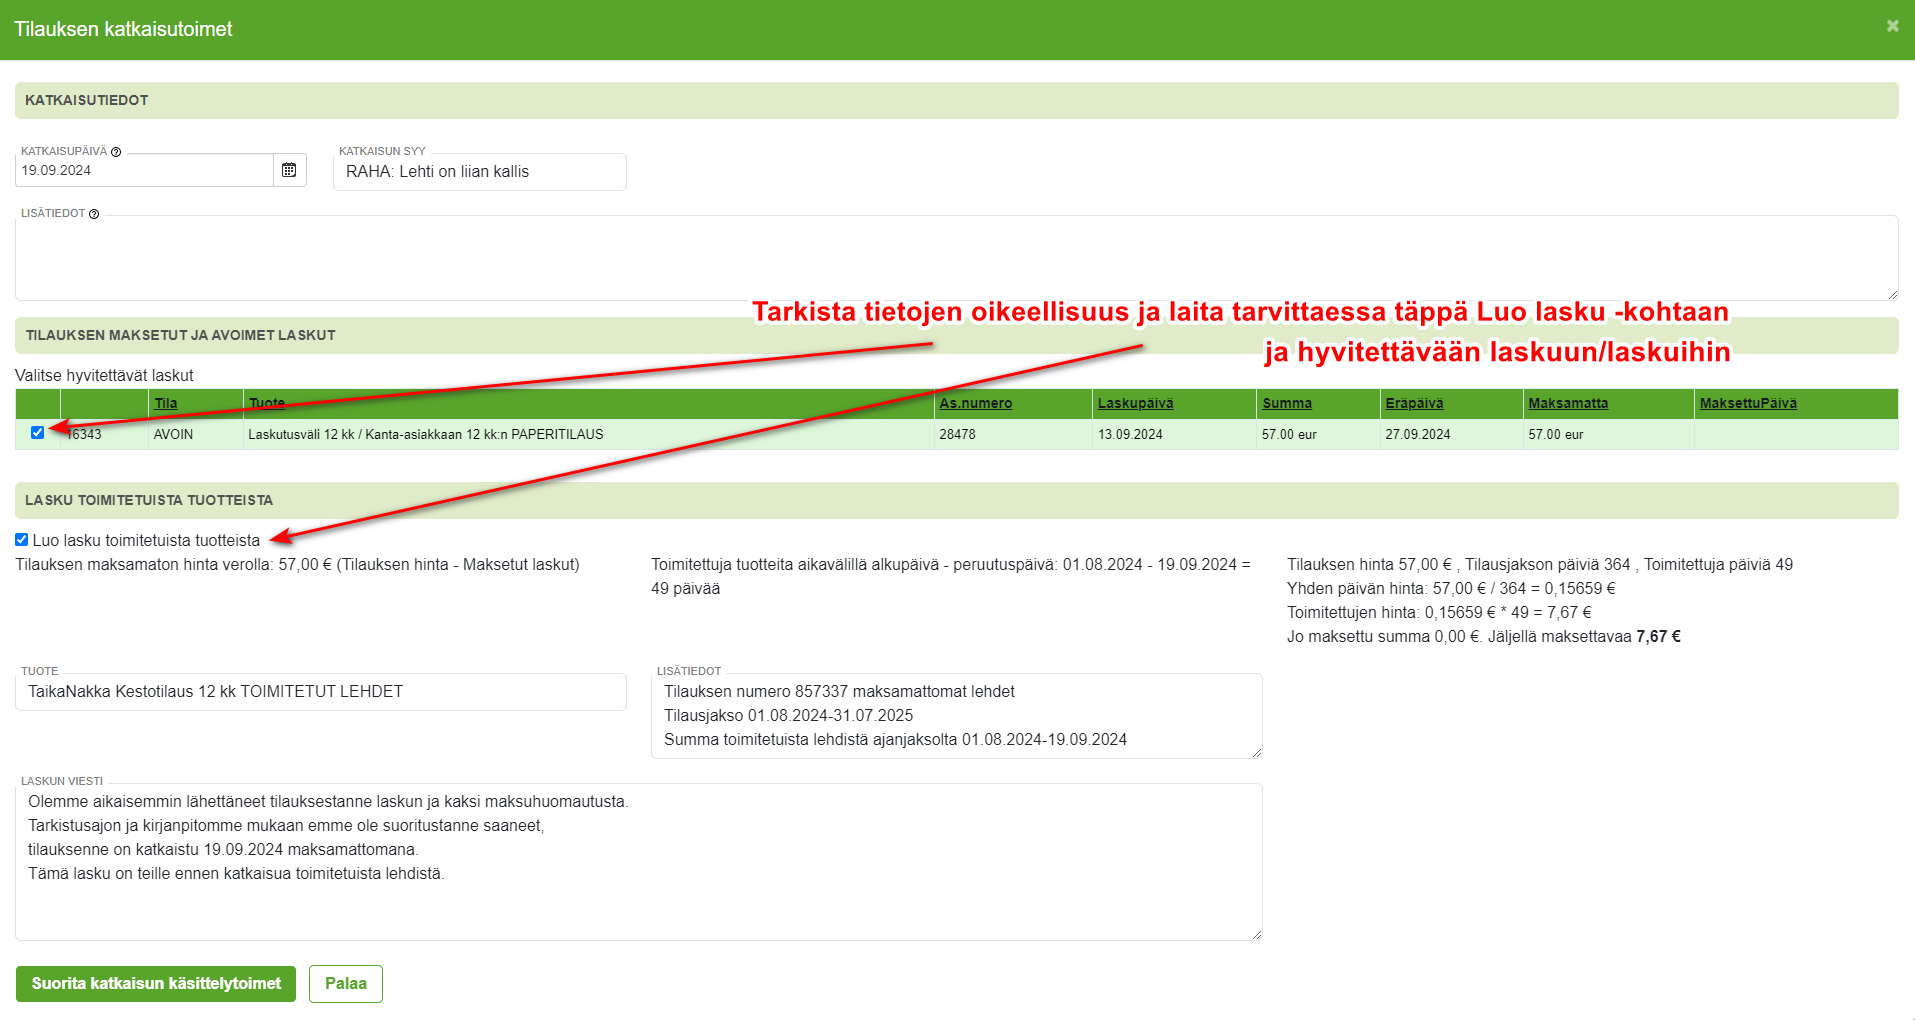 Tilauksen katkaisutoimet
KATKAISUTIEDOT
KATKAISUPÄIVÄ
19.09.2024
KATKAISUN SYY
RAHA: Lehti on liian kallis
LISÄTIEDOT
Tarkista tietojen oikeellisuus ja laita tarvittaessa täppä Luo lasku -kohtaan
ja hyvitettävään laskuun/laskuihin
TILAUKSEN MAKSETUT JA AVOIMET LASKUT
Valitse hyvitettävät laskut
Tila Tuote As.numero Laskupäivä Summa Eräpäivä Maksamatta MaksettuPäivä
16343 AVOIN Laskutusväli 12 kk / Kanta-asiakkaan 12 kk:n PAPERITILAUS 28478 13.09.2024 57.00 eur 27.09.2024 57.00 eur
LASKU TOIMITETUISTA TUOTTEISTA
Luo lasku toimitetuista tuotteista
Tilauksen maksamaton hinta verolla: 57,00 € (Tilauksen hinta - Maksetut laskut)
Toimitettuja tuotteita aikavälillä alkupäivä - peruutuspäivä: 01.08.2024 - 19.09.2024 =
49 päivää
Tilauksen hinta 57,00 € , Tilausjakson päiviä 364 , Toimitettuja päiviä 49
Yhden päivän hinta: 57,00 € / 364 = 0,15659 €
Toimitettujen hinta: 0,15659 € * 49 = 7,67 €
Jo maksettu summa 0,00 €. Jäljellä maksettavaa 7,67 €
TUOTE
TaikaNakka Kestotilaus 12 kk TOIMITETUT LEHDET
LISÄTIEDOT
Tilauksen numero 857337 maksamattomat lehdet
Tilausjakso 01.08.2024-31.07.2025
Summa toimitetuista lehdistä ajanjaksolta 01.08.2024-19.09.2024
LASKUN VIESTI
Olemme aikaisemmin lähettäneet tilauksestanne laskun ja kaksi maksuhuomautusta.
Tarkistusajon ja kirjanpitomme mukaan emme ole suoritustanne saaneet,
tilauksenne on katkaistu 19.09.2024 maksamattomana.
Tämä lasku on teille ennen katkaisua toimitetuista lehdistä.
Suorita katkaisun käsittelytoimet
Palaa